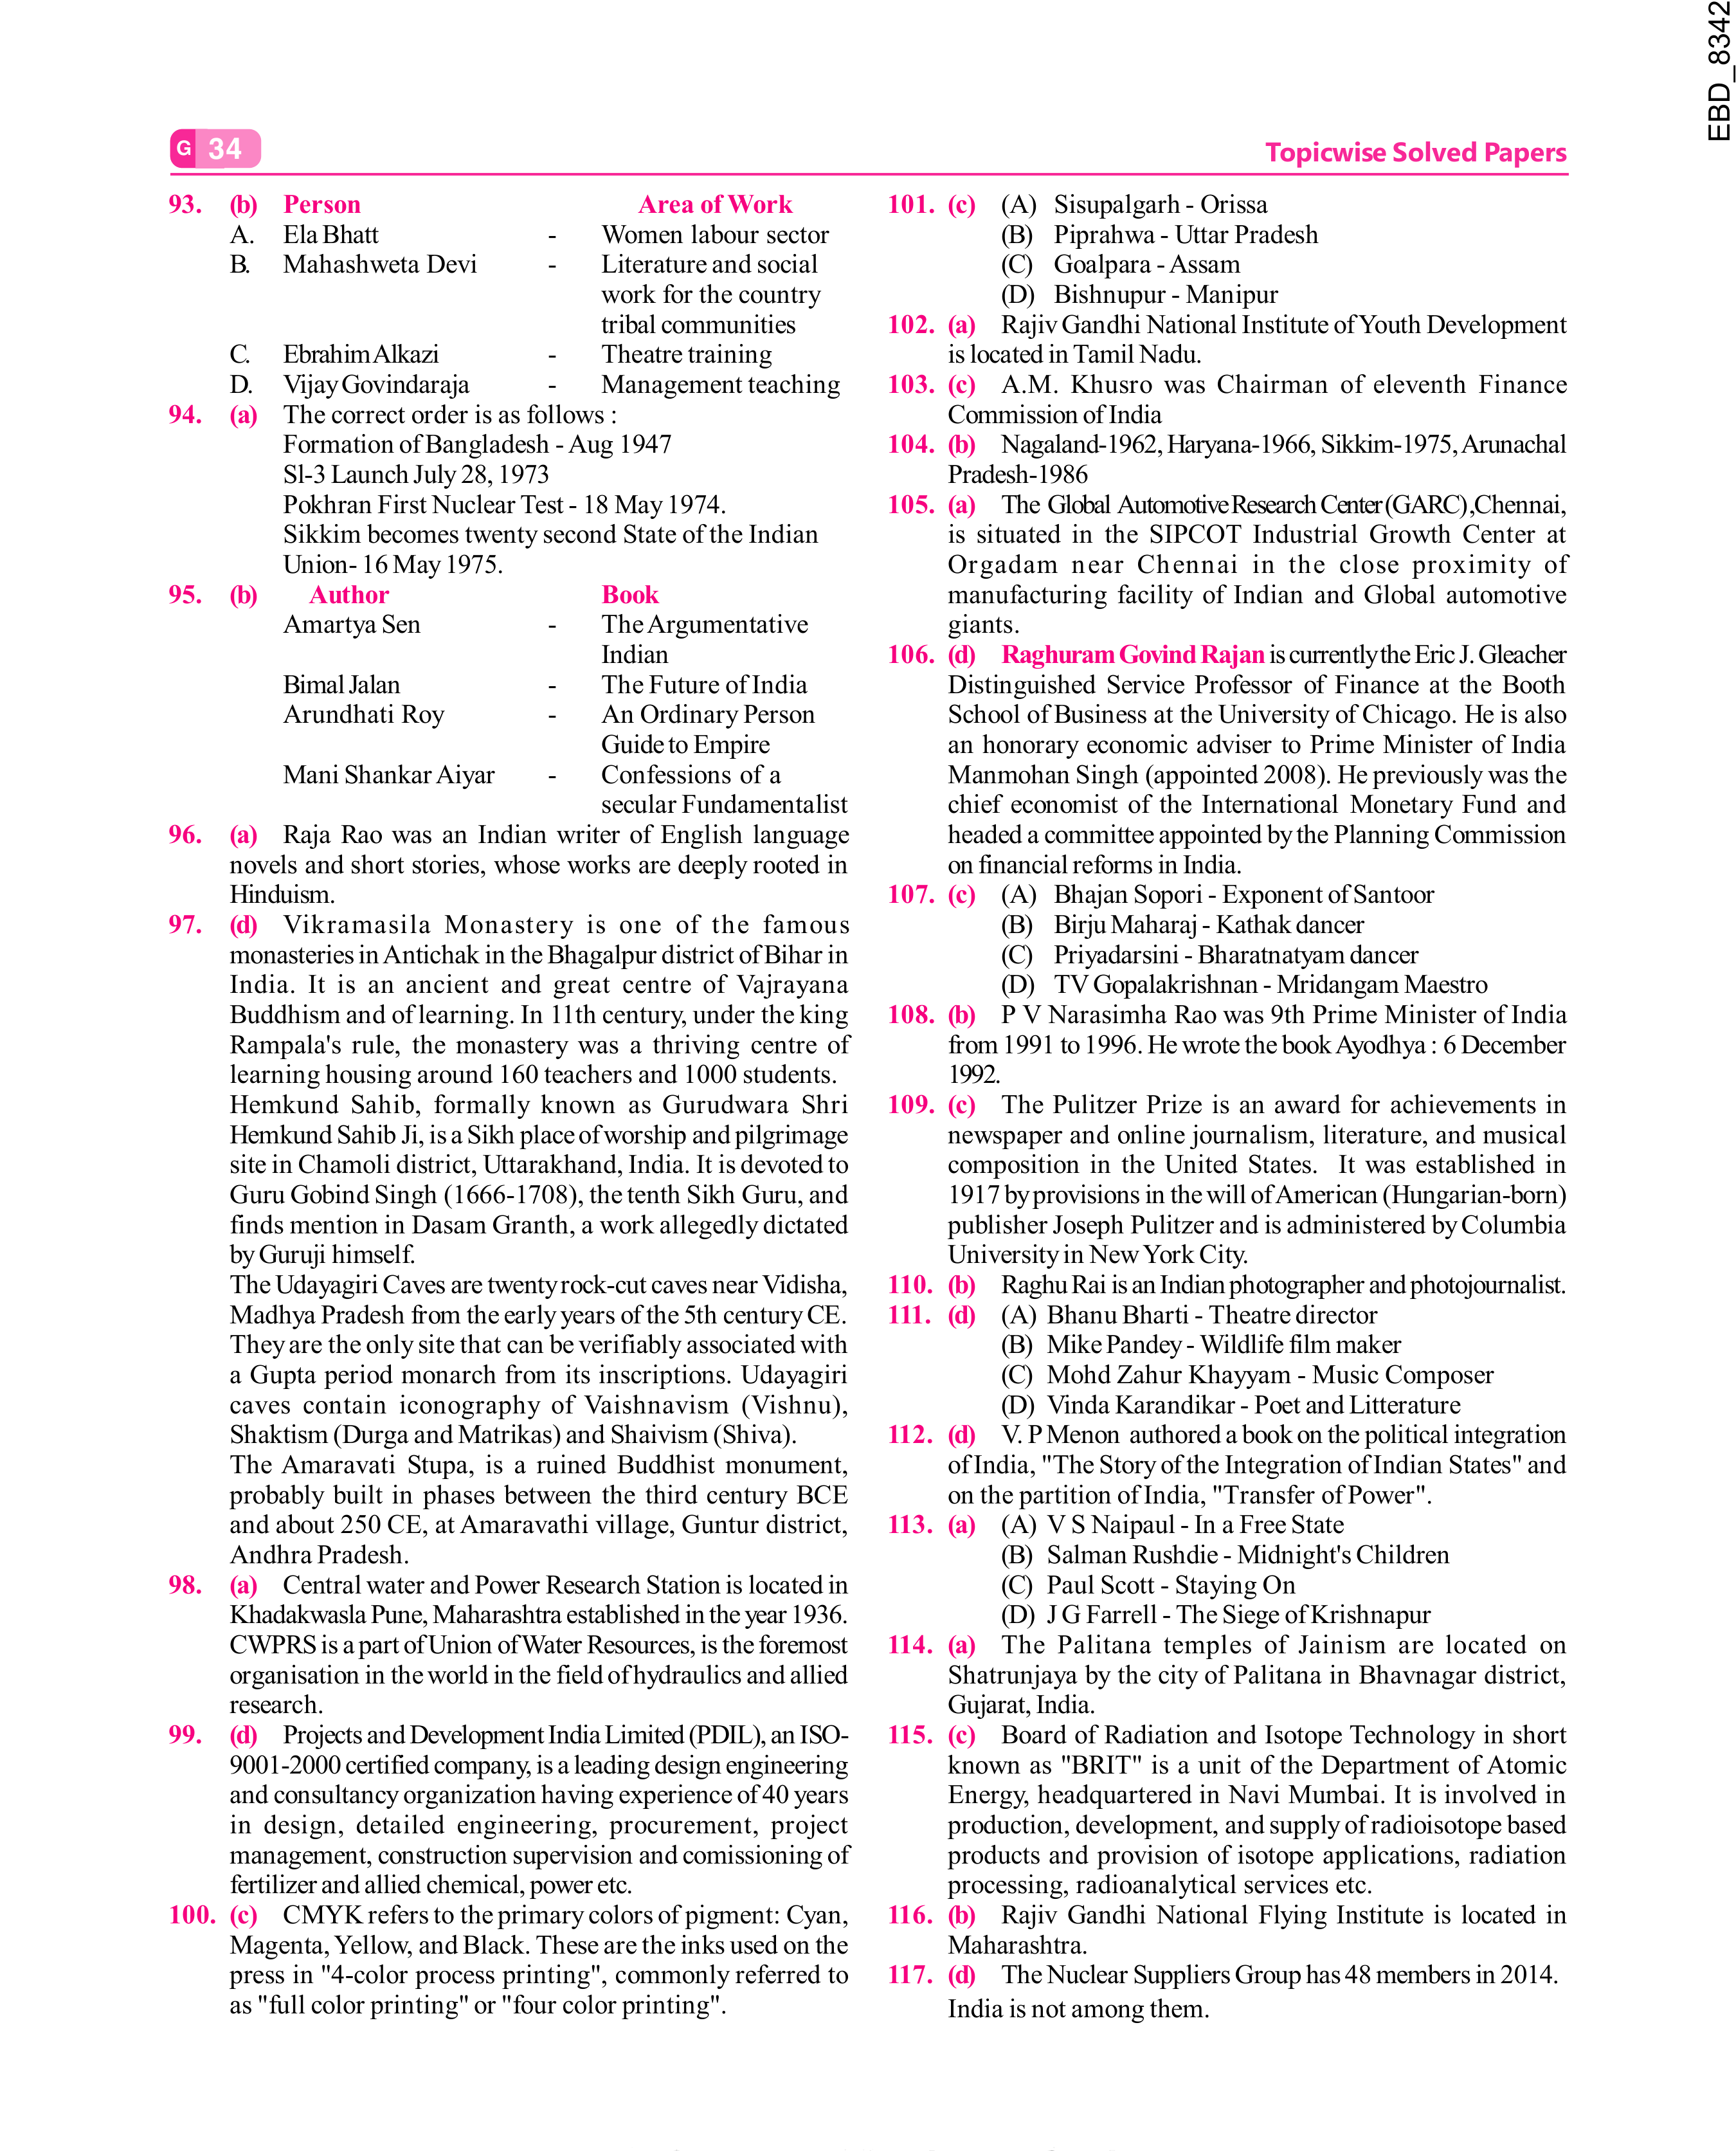 EBD_8342
G 34
Topicwise Solved Papers
93. (b) Person Area of Work
A. Ela Bhatt - Women labour sector
B. Mahashweta Devi - Literature and social
work for the country
tribal communities
C. Ebrahim Alkazi - Theatre training
D. Vijay Govindaraja - Management teaching
94. (a) The correct order is as follows :
Formation of Bangladesh - Aug 1947
Sl-3 Launch July 28, 1973
Pokhran First Nuclear Test - 18 May 1974.
Sikkim becomes twenty second State of the Indian
Union- 16 May 1975.
95. (b) Author Book
Amartya Sen - The Argumentative
Indian
Bimal Jalan - The Future of India
Arundhati Roy - An Ordinary Person
Guide to Empire
Mani Shankar Aiyar - Confessions of a
secular Fundamentalist
96. (a) Raja Rao was an Indian writer of English language
novels and short stories, whose works are deeply rooted in
Hinduism.
97. (d) Vikramasila Monastery is one of the famous
monasteries in Antichak in the Bhagalpur district of Bihar in
India. It is an ancient and great centre of Vajrayana
Buddhism and of learning. In 11th century, under the king
Rampala's rule, the monastery was a thriving centre of
learning housing around 160 teachers and 1000 students.
Hemkund Sahib, formally known as Gurudwara Shri
Hemkund Sahib Ji, is a Sikh place of worship and pilgrimage
site in Chamoli district, Uttarakhand, India. It is devoted to
Guru Gobind Singh (1666-1708), the tenth Sikh Guru, and
finds mention in Dasam Granth, a work allegedly dictated
by Guruji himself.
The Udayagiri Caves are twenty rock-cut caves near Vidisha,
Madhya Pradesh from the early years of the 5th century CE.
They are the only site that can be verifiably associated with
a Gupta period monarch from its inscriptions. Udayagiri
caves contain iconography of Vaishnavism (Vishnu),
Shaktism (Durga and Matrikas) and Shaivism (Shiva).
The Amaravati Stupa, is a ruined Buddhist monument,
probably built in phases between the third century BCE
and about 250 CE, at Amaravathi village, Guntur district,
Andhra Pradesh.
98. (a) Central water and Power Research Station is located in
Khadakwasla Pune, Maharashtra established in the year 1936.
CWPRS is a part of Union of Water Resources, is the foremost
organisation in the world in the field of hydraulics and allied
research.
99. (d) Projects and Development India Limited (PDIL), an ISO-
9001-2000 certified company, is a leading design engineering
and consultancy organization having experience of 40 years
in design, detailed engineering, procurement, project
management, construction supervision and comissioning of
fertilizer and allied chemical, power etc.
100. (c) CMYK refers to the primary colors of pigment: Cyan,
Magenta, Yellow, and Black. These are the inks used on the
press in "4-color process printing", commonly referred to
as "full color printing" or "four color printing".
101. (c) (A) Sisupalgarh - Orissa
(B) Piprahwa - Uttar Pradesh
(C) Goalpara - Assam
(D) Bishnupur - Manipur
102. (a) Rajiv Gandhi National Institute of Youth Development
is located in Tamil Nadu.
103. (c) A.M. Khusro was Chairman of eleventh Finance
Commission of India
104. (b) Nagaland-1962, Haryana-1966, Sikkim-1975, Arunachal
Pradesh-1986
105. (a) The Global Automotive Research Center (GARC) ,Chennai,
is situated in the SIPCOT Industrial Growth Center at
Orgadam near Chennai in the close proximity of
manufacturing facility of Indian and Global automotive
giants.
106. (d) Raghuram Govind Rajan is currently the Eric J. Gleacher
Distinguished Service Professor of Finance at the Booth
School of Business at the University of Chicago. He is also
an honorary economic adviser to Prime Minister of India
Manmohan Singh (appointed 2008). He previously was the
chief economist of the International Monetary Fund and
headed a committee appointed by the Planning Commission
on financial reforms in India.
107. (c) (A) Bhajan Sopori - Exponent of Santoor
(B) Birju Maharaj - Kathak dancer
(C) Priyadarsini - Bharatnatyam dancer
(D) TV Gopalakrishnan - Mridangam Maestro
108. (b) P V Narasimha Rao was 9th Prime Minister of India
from 1991 to 1996. He wrote the book Ayodhya : 6 December
1992.
109. (c) The Pulitzer Prize is an award for achievements in
newspaper and online journalism, literature, and musical
composition in the United States. It was established in
1917 by provisions in the will of American (Hungarian-born)
publisher Joseph Pulitzer and is administered by Columbia
University in New York City.
110. (b) Raghu Rai is an Indian photographer and photojournalist.
111. (d) (A) Bhanu Bharti - Theatre director
(B) Mike Pandey - Wildlife film maker
(C) Mohd Zahur Khayyam - Music Composer
(D) Vinda Karandikar - Poet and Litterature
112. (d) V. P Menon authored a book on the political integration
of India, "The Story of the Integration of Indian States" and
on the partition of India, "Transfer of Power".
113. (a) (A) V S Naipaul - In a Free State
(B) Salman Rushdie - Midnight's Children
(C) Paul Scott - Staying On
(D) J G Farrell - The Siege of Krishnapur
114. (a) The Palitana temples of Jainism are located on
Shatrunjaya by the city of Palitana in Bhavnagar district,
Gujarat, India.
115. (c) Board of Radiation and Isotope Technology in short
known as "BRIT" is a unit of the Department of Atomic
Energy, headquartered in Navi Mumbai. It is involved in
production, development, and supply of radioisotope based
products and provision of isotope applications, radiation
processing, radioanalytical services etc.
116. (b) Rajiv Gandhi National Flying Institute is located in
Maharashtra.
117. (d) The Nuclear Suppliers Group has 48 members in 2014.
India is not among them.